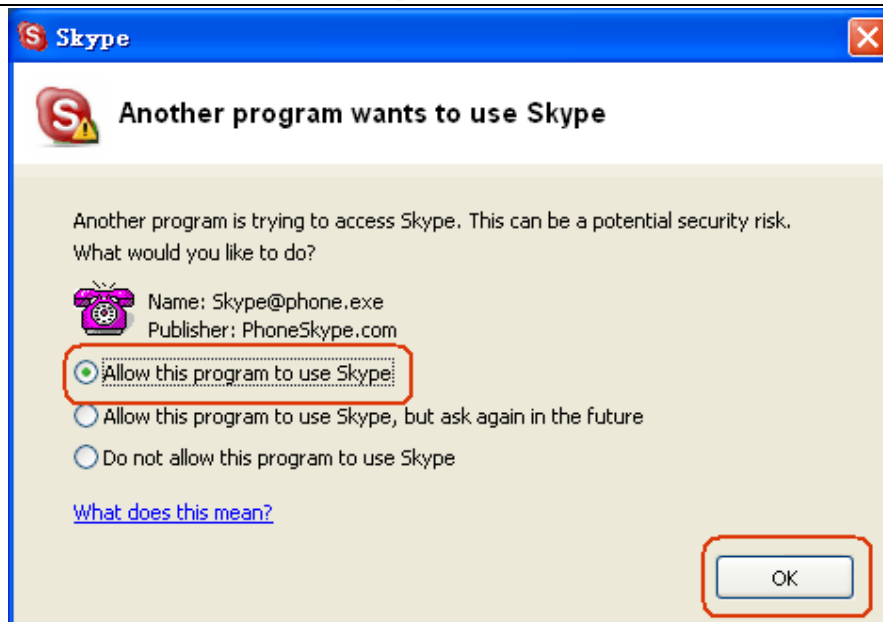 Skype
Another program wants to use Skype
Another program is trying to access Skype. This can be a potential security risk.
What would you like to do?
Name: Skype@phone.exe
Publisher: PhoneSkype.com
Allow this program to use Skype
Allow this program to use Skype, but ask again in the future
Do not allow this program to use Skype
What does this mean?
OK